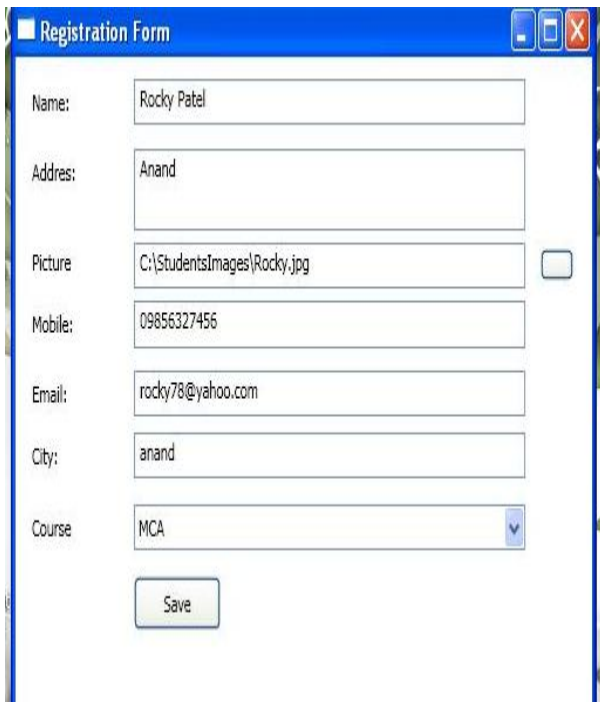 Registration Form
Name: Rocky Patel
Addres: Anand
Picture C:\StudentsImages\Rocky.jpg
Mobile: 09856327456
Email: rocky78@yahoo.com
City: anand
Course MCA
Save